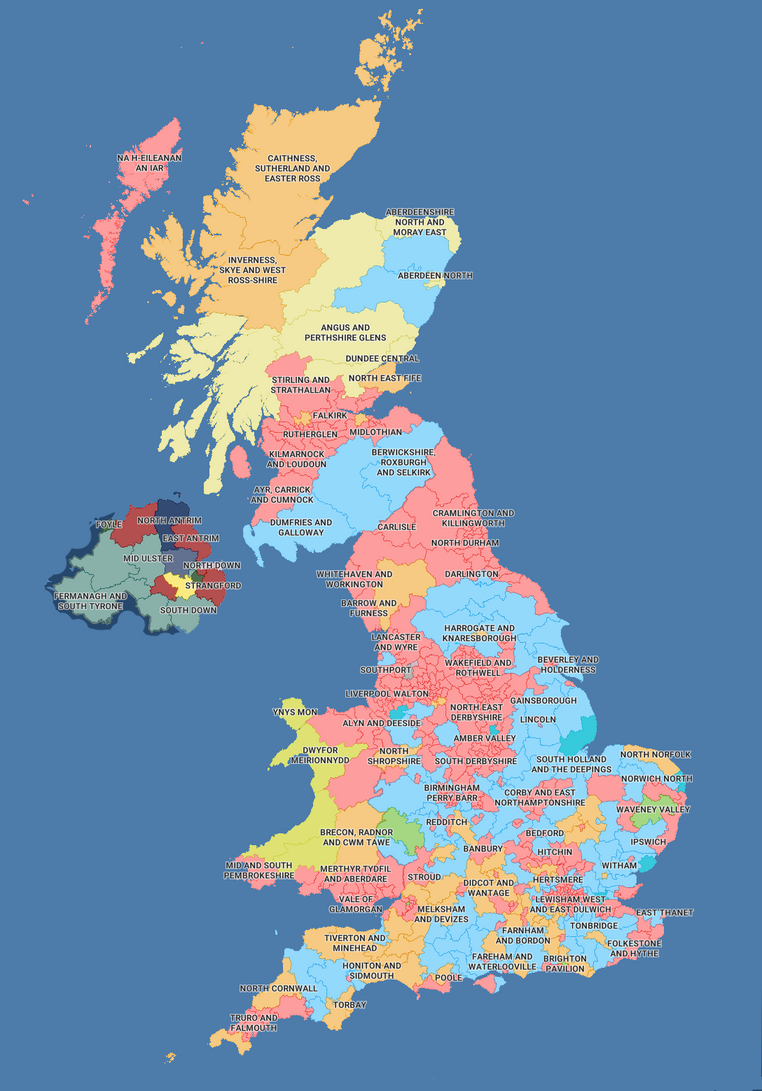 NA H-EILEANAN
AN IAR
CAITHNESS,
SUTHERLAND AND
EASTER ROSS
ABERDEENSHIRE
NORTH AND
MORAY EAST
INVERNESS,
SKYE AND WEST
ROSS-SHIRE
ABERDEEN NORTH
ANGUS AND
PERTHSHIRE GLENS
DUNDEE CENTRAL
STIRLING AND
STRATHALLAN
NORTH EAST FIFE
FALKIRK
RUTHERGLEN
MIDLOTHIAN
KILMARNOCK
AND LOUDOUN
BERWICKSHIRE,
ROXBURGH
AND SELKIRK
AYR, CARRICK
AND CUMNOCK
DUMFRIES AND
GALLOWAY
CARLISLE
CRAMLINGTON AND
KILLINGWORTH
NORTH DURHAM
FOYLE
NORTH ANTRIM
EAST ANTRIM
MID ULSTER
NORTH DOWN
STRANGFORD
FERMANAGH AND
SOUTH TYRONE
SOUTH DOWN
WHITEHAVEN AND
WORKINGTON
DARLINGTON
BARROW AND
FURNESS
HARROGATE AND
KNARESBOROUGH
LANCASTER
AND WYRE
SOUTHPORT
WAKEFIELD AND
ROTHWELL
BEVERLEY AND
HOLDERNESS
LIVERPOOL WALTON
GAINSBOROUGH
YNYS MON
ALYN AND DEESIDE
NORTH EAST
DERBYSHIRE
LINCOLN
DWYFOR
MEIRIONNYDD
NORTH
SHROPSHIRE
AMBER VALLEY
SOUTH DERBYSHIRE
SOUTH HOLLAND
AND THE DEEPINGS
NORTH NORFOLK
NORWICH NORTH
BIRMINGHAM
PERRY BARR
CORBY AND EAST
NORTHAMPTONSHIRE
WAVENEY VALLEY
BRECON, RADNOR
AND CWM TAWE
REDDITCH
BEDFORD
IPSWICH
BANBURY
HITCHIN
WITHAM
MID AND SOUTH
PEMBROKESHIRE
MERTHYR TYDFIL
AND ABERDARE
STROUD
DIDCOT AND
WANTAGE
HERTSMERE
VALE OF
GLAMORGAN
MELKSHAM
AND DEVIZES
LEWISHAM WEST
AND EAST DULWICH
EAST THANET
TONBRIDGE
FARNHAM
AND BORDON
FOLKESTONE
AND HYTHE
TIVERTON AND
MINEHEAD
HONITON AND
SIDMOUTH
FAREHAM AND
WATERLOOVILLE
BRIGHTON
PAVILION
POOLE
NORTH CORNWALL
TORBAY
TRURO AND
FALMOUTH